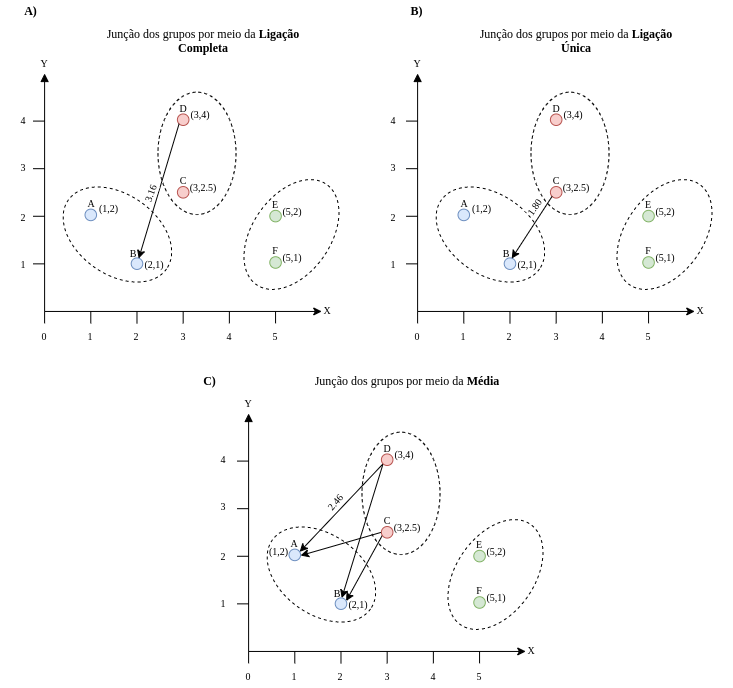 A)
Junção dos grupos por meio da Ligação
Completa
Y
4
3
2
1
0
1
2
3
4
5
X
D
(3,4)
C
(3,2.5)
3.16
A
(1,2)
B
(2,1)
E
(5,2)
F
(5,1)
B)
Junção dos grupos por meio da Ligação
Única
Y
4
3
2
1
0
1
2
3
4
5
X
D
(3,4)
C
(3,2.5)
1.80
A
(1,2)
B
(2,1)
E
(5,2)
F
(5,1)
C)
Junção dos grupos por meio da Média
Y
4
3
2
1
0
1
2
3
4
5
X
D
(3,4)
2.46
C
(3,2.5)
A
(1,2)
B
(2,1)
E
(5,2)
F
(5,1)